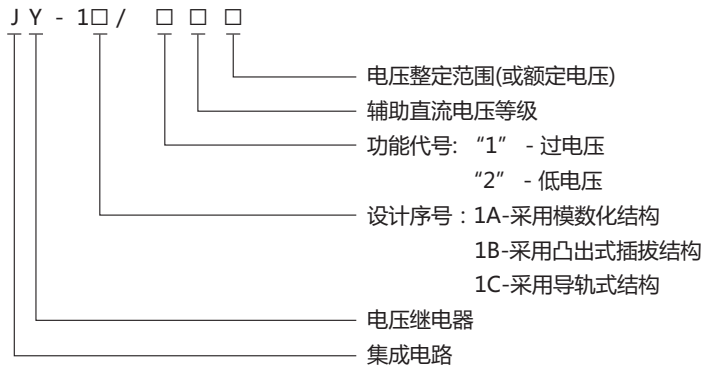 J Y - 1□ / □ □ □
电压整定范围(或额定电压)
辅助直流电压等级
功能代号: “1” - 过电压
“2” - 低电压
设计序号：1A-采用模数化结构
1B-采用凸出式插拔结构
1C-采用导轨式结构
电压继电器
集成电路